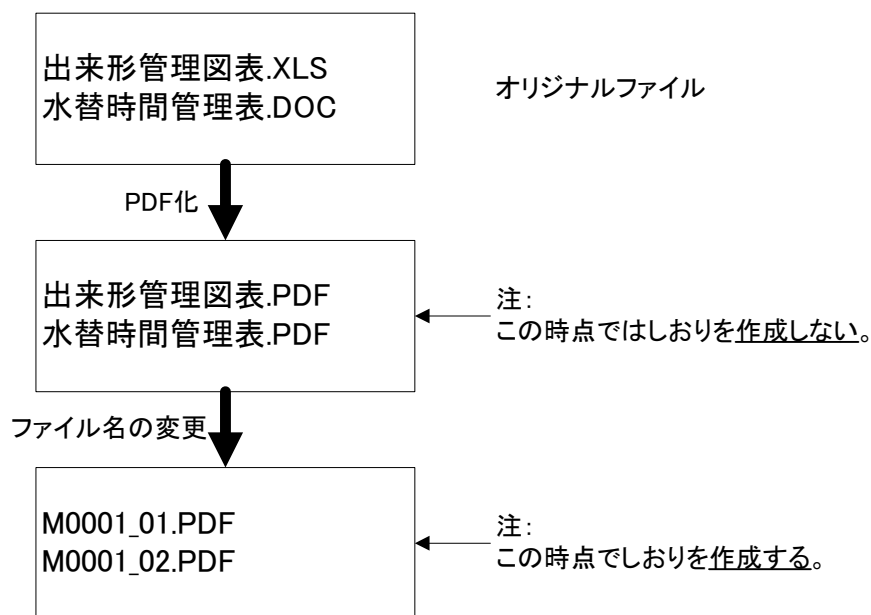 出来形管理図表.XLS
水替時間管理表.DOC
オリジナルファイル
PDF化
出来形管理図表.PDF
水替時間管理表.PDF
注:
この時点ではしおりを作成しない。
ファイル名の変更
M0001_01.PDF
M0001_02.PDF
注:
この時点でしおりを作成する。